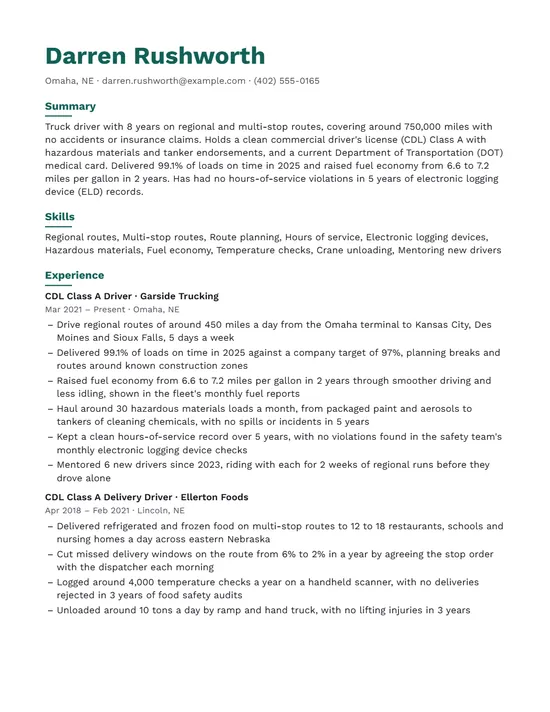 Darren Rushworth
Omaha, NE · darren.rushworth@example.com · (402) 555-0165
Summary
Truck driver with 8 years on regional and multi-stop routes, covering around 750,000 miles with
no accidents or insurance claims. Holds a clean commercial driver's license (CDL) Class A with
hazardous materials and tanker endorsements, and a current Department of Transportation (DOT)
medical card. Delivered 99.1% of loads on time in 2025 and raised fuel economy from 6.6 to 7.2
miles per gallon in 2 years. Has had no hours-of-service violations in 5 years of electronic logging
device (ELD) records.
Skills
Regional routes, Multi-stop routes, Route planning, Hours of service, Electronic logging devices,
Hazardous materials, Fuel economy, Temperature checks, Crane unloading, Mentoring new drivers
Experience
CDL Class A Driver · Garside Trucking
Mar 2021 – Present · Omaha, NE
– Drive regional routes of around 450 miles a day from the Omaha terminal to Kansas City, Des
Moines and Sioux Falls, 5 days a week
– Delivered 99.1% of loads on time in 2025 against a company target of 97%, planning breaks and
routes around known construction zones
– Raised fuel economy from 6.6 to 7.2 miles per gallon in 2 years through smoother driving and
less idling, shown in the fleet's monthly fuel reports
– Haul around 30 hazardous materials loads a month, from packaged paint and aerosols to
tankers of cleaning chemicals, with no spills or incidents in 5 years
– Kept a clean hours-of-service record over 5 years, with no violations found in the safety team's
monthly electronic logging device checks
– Mentored 6 new drivers since 2023, riding with each for 2 weeks of regional runs before they
drove alone
CDL Class A Delivery Driver · Ellerton Foods
Apr 2018 – Feb 2021 · Lincoln, NE
– Delivered refrigerated and frozen food on multi-stop routes to 12 to 18 restaurants, schools and
nursing homes a day across eastern Nebraska
– Cut missed delivery windows on the route from 6% to 2% in a year by agreeing the stop order
with the dispatcher each morning
– Logged around 4,000 temperature checks a year on a handheld scanner, with no deliveries
rejected in 3 years of food safety audits
– Unloaded around 10 tons a day by ramp and hand truck, with no lifting injuries in 3 years